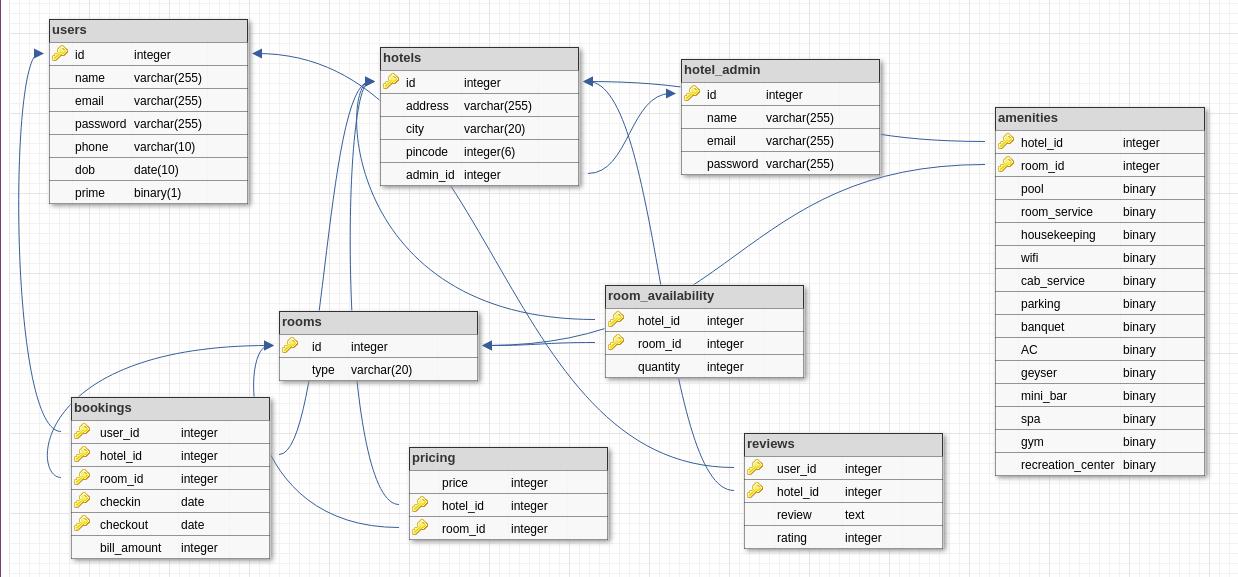 users
id integer
name varchar(255)
email varchar(255)
password varchar(255)
phone varchar(10)
dob date(10)
prime binary(1)
hotels
id integer
address varchar(255)
city varchar(20)
pincode integer(6)
admin_id integer
hotel_admin
id integer
name varchar(255)
email varchar(255)
password varchar(255)
amenities
hotel_id integer
room_id integer
pool binary
room_service binary
housekeeping binary
wifi binary
cab_service binary
parking binary
banquet binary
AC binary
geyser binary
mini_bar binary
spa binary
gym binary
recreation_center binary
rooms
id integer
type varchar(20)
room_availability
hotel_id integer
room_id integer
quantity integer
bookings
user_id integer
hotel_id integer
room_id integer
checkin date
checkout date
bill_amount integer
pricing
price integer
hotel_id integer
room_id integer
reviews
user_id integer
hotel_id integer
review text
rating integer